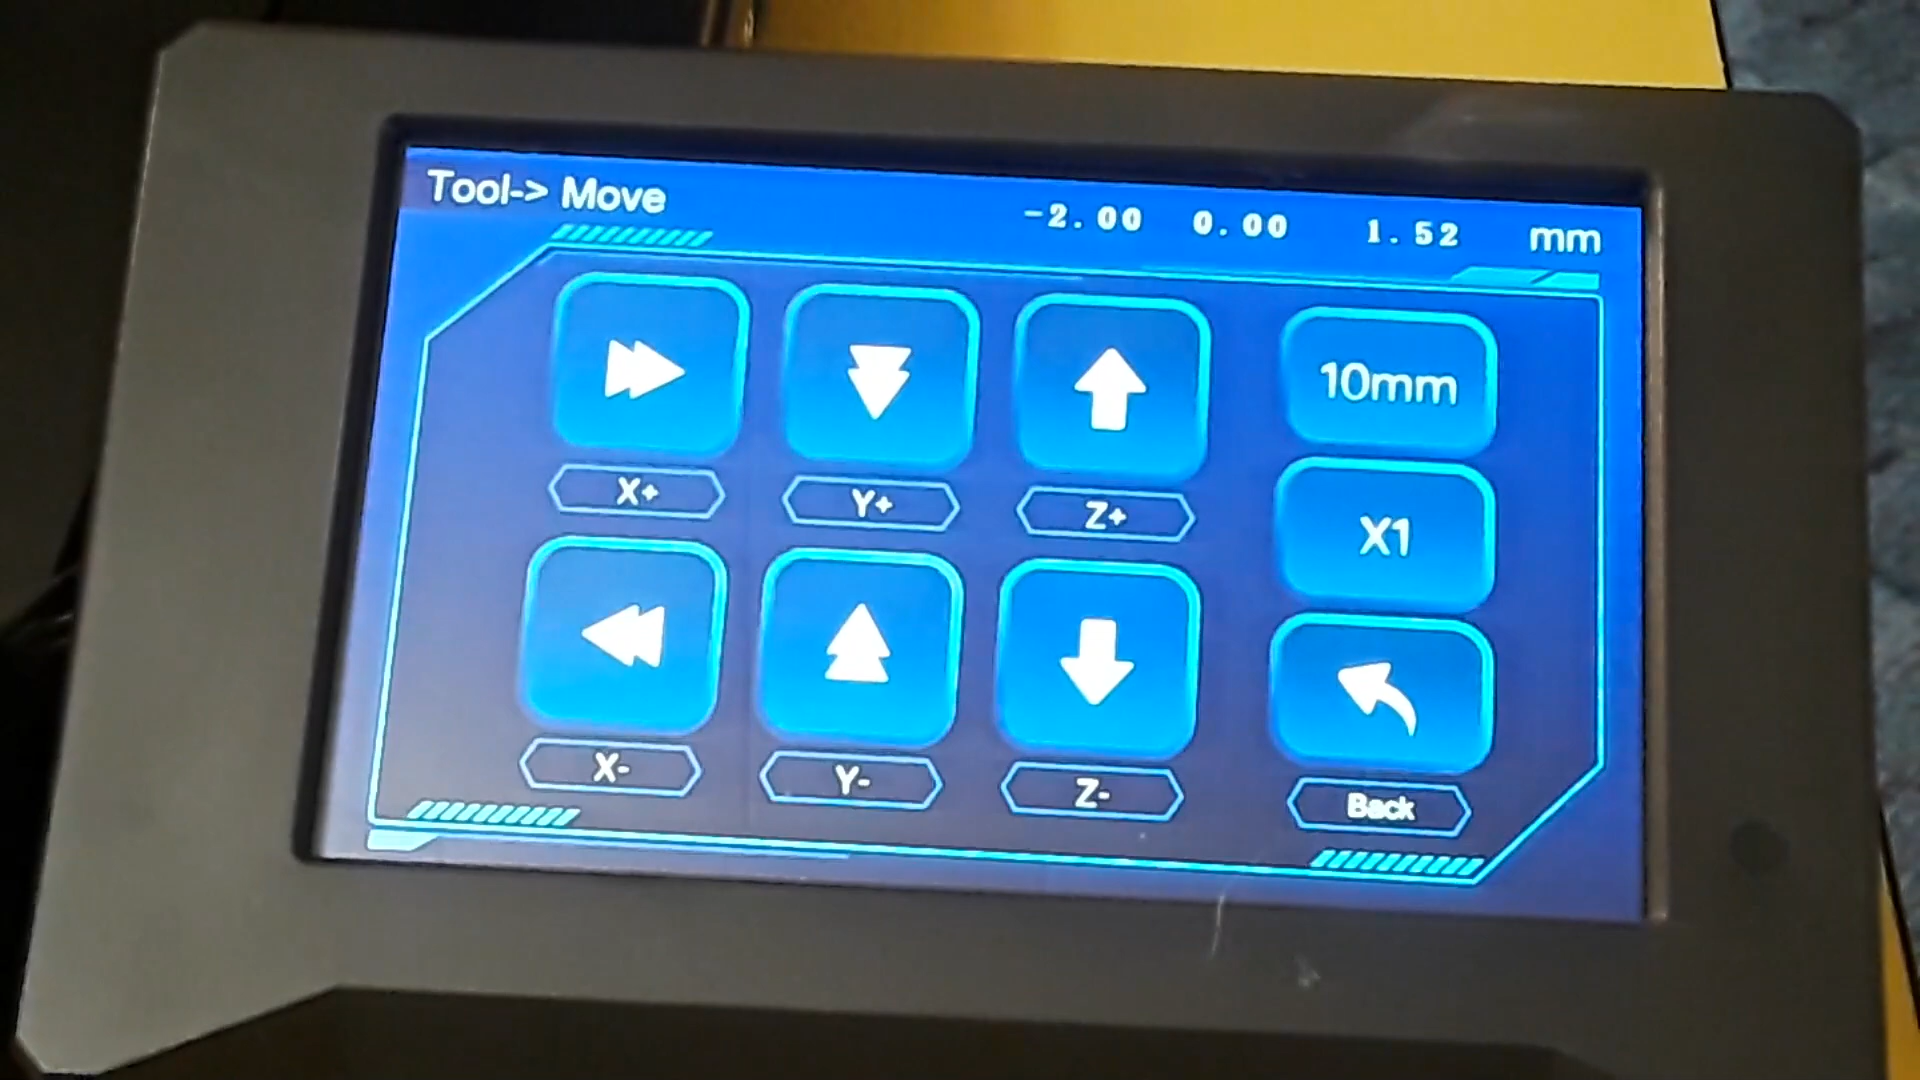 Tool-> Move
-2.00 0.00 1.52 mm
10mm
X+ Y+ Z+
X1
X- Y- Z- Back